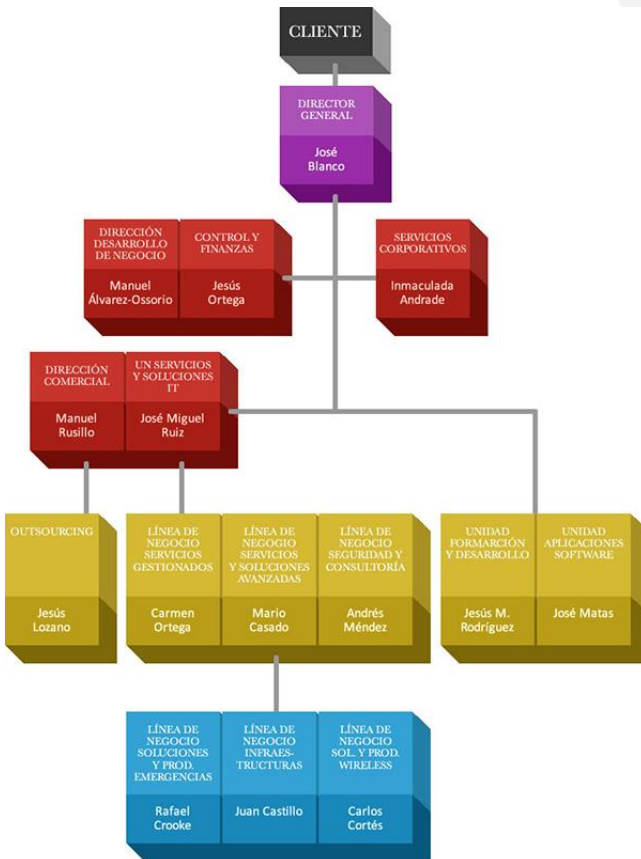 CLIENTE
DIRECTOR
GENERAL
José
Blanco
DIRECCIÓN
DESARROLLO
DE NEGOCIO
Manuel
Álvarez-Ossorio
CONTROL Y
FINANZAS
Jesús
Ortega
SERVICIOS
CORPORATIVOS
Inmaculada
Andrade
DIRECCIÓN
COMERCIAL
Manuel
Rusillo
UN SERVICIOS
Y SOLUCIONES
IT
José Miguel
Ruiz
OUTSOURCING
Jesús
Lozano
LÍNEA DE
NEGOCIO
SERVICIOS
GESTIONADOS
Carmen
Ortega
LÍNEA DE
NEGOGIO
SERVICIOS
Y SOLUCIONES
AVANZADAS
Mario
Casado
LÍNEA DE
NEGOCIO
SEGURIDAD Y
CONSULTORÍA
Andrés
Méndez
UNIDAD
FORMARCIÓN
Y DESARROLLO
Jesús M.
Rodríguez
UNIDAD
APLICACIONES
SOFTWARE
José Matas
LÍNEA DE
NEGOCIO
SOLUCIONES
Y PROD.
EMERGENCIAS
Rafael
Crooke
LÍNEA DE
NEGOCIO
INFRAES-
TRUCTURAS
Juan Castillo
LÍNEA DE
NEGOCIO
SOL. Y PROD.
WIRELESS
Carlos
Cortés